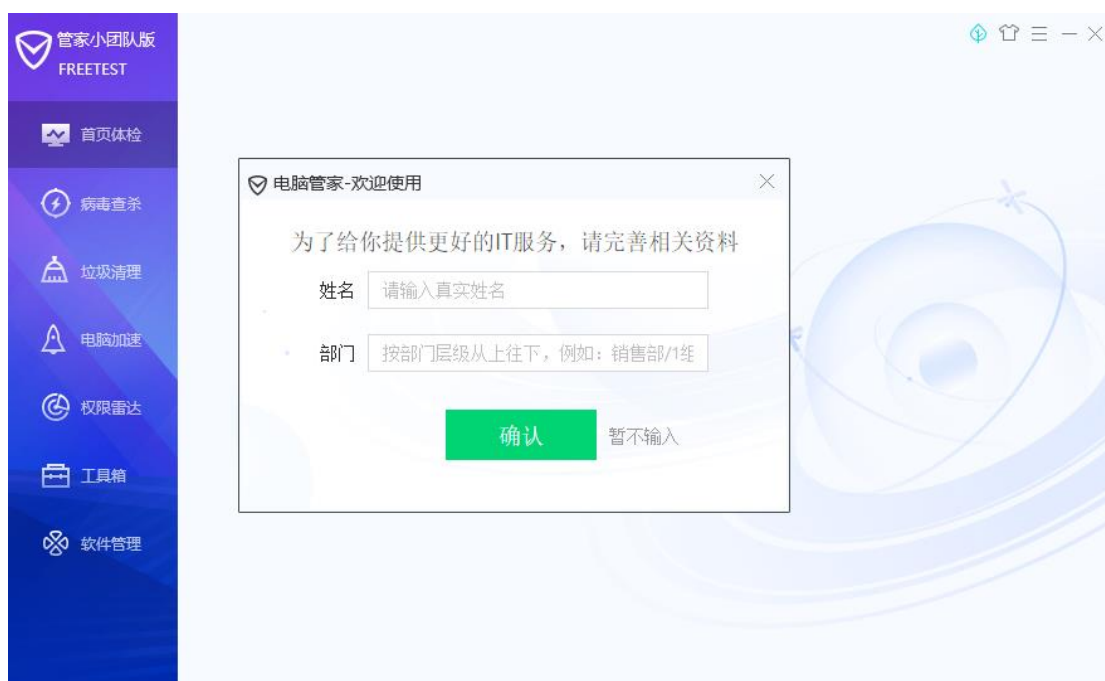 管家小团队版
FREETEST
首页体检
病毒查杀
垃圾清理
电脑加速
权限雷达
工具箱
软件管理
电脑管家-欢迎使用
为了给你提供更好的IT服务，请完善相关资料
姓名 请输入真实姓名
部门 按部门层级从上往下，例如：销售部/1组
确认 暂不输入